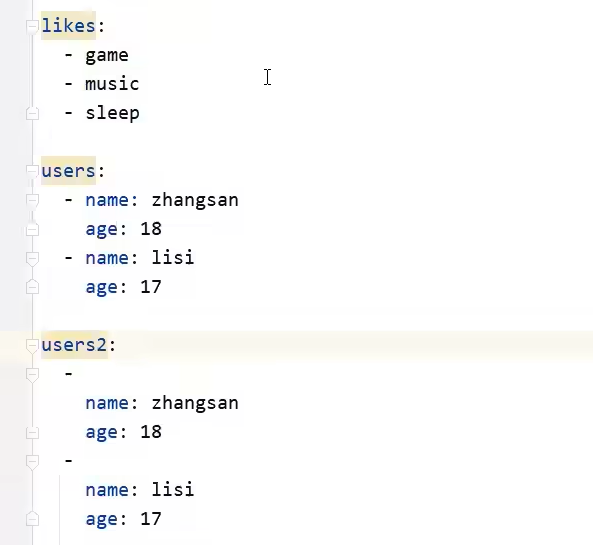 likes:
  - game
  - music
  - sleep

users:
  - name: zhangsan
    age: 18
  - name: lisi
    age: 17

users2:
  -
    name: zhangsan
    age: 18
  -
    name: lisi
    age: 17